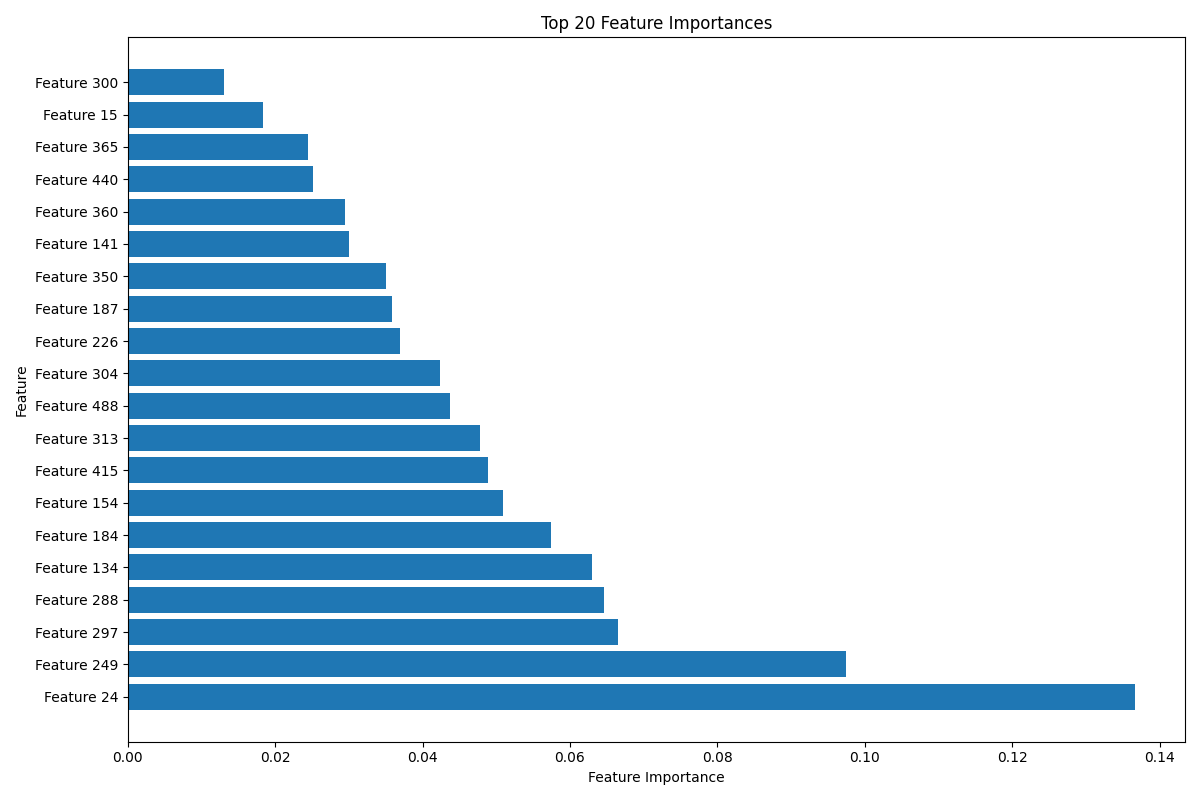 Top 20 Feature Importances
Feature
Feature 300
Feature 15
Feature 365
Feature 440
Feature 360
Feature 141
Feature 350
Feature 187
Feature 226
Feature 304
Feature 488
Feature 313
Feature 415
Feature 154
Feature 184
Feature 134
Feature 288
Feature 297
Feature 249
Feature 24
0.00 0.02 0.04 0.06 0.08 0.10 0.12 0.14
Feature Importance